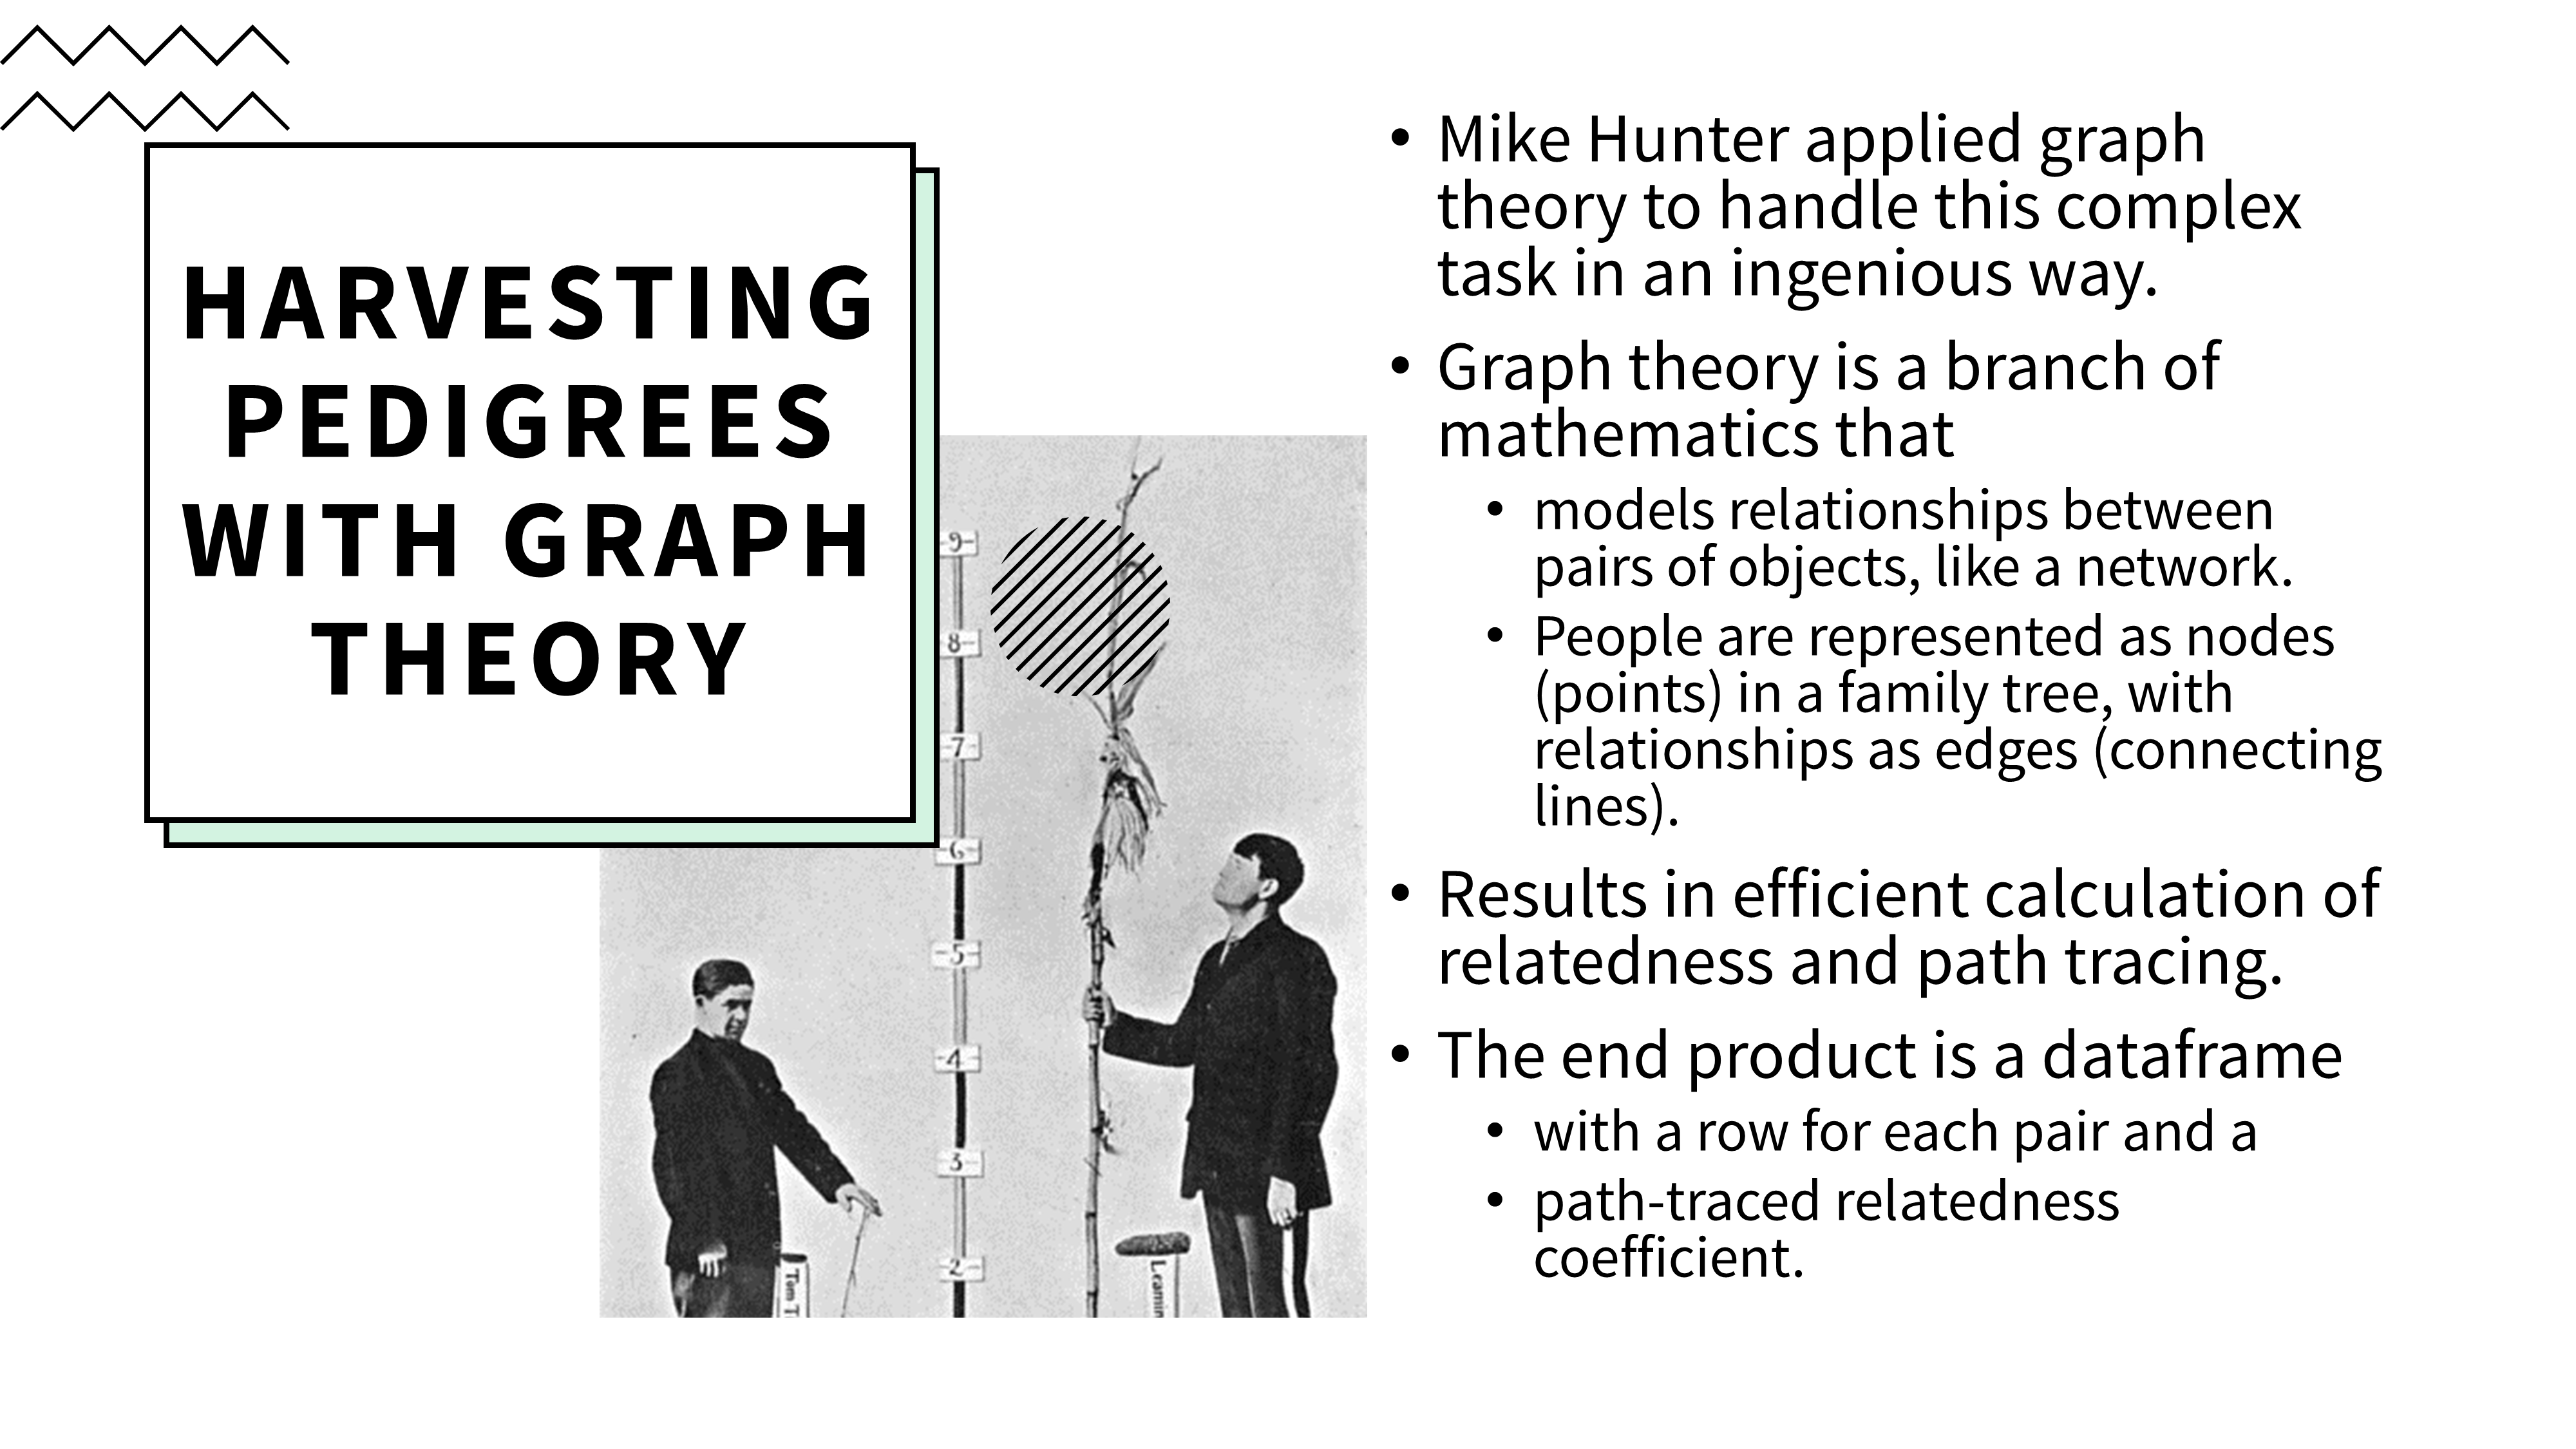 HARVESTING
PEDIGREES
WITH GRAPH
THEORY
• Mike Hunter applied graph
theory to handle this complex
task in an ingenious way.
• Graph theory is a branch of
mathematics that
• models relationships between
pairs of objects, like a network.
• People are represented as nodes
(points) in a family tree, with
relationships as edges (connecting
lines).
• Results in efficient calculation of
relatedness and path tracing.
• The end product is a dataframe
• with a row for each pair and a
• path-traced relatedness
coefficient.
-9-
-8-
-7-
-6-
-5-
-4-
-3-
-2-
Tom T
Leamin